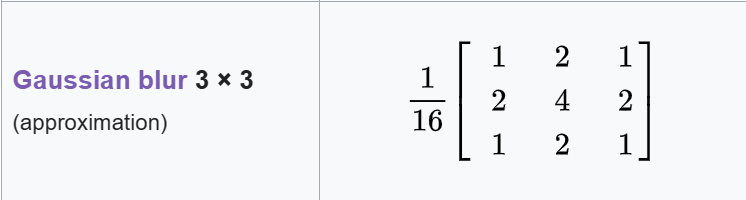 Gaussian blur 3 × 3
(approximation)
1
16
1 2 1
2 4 2
1 2 1